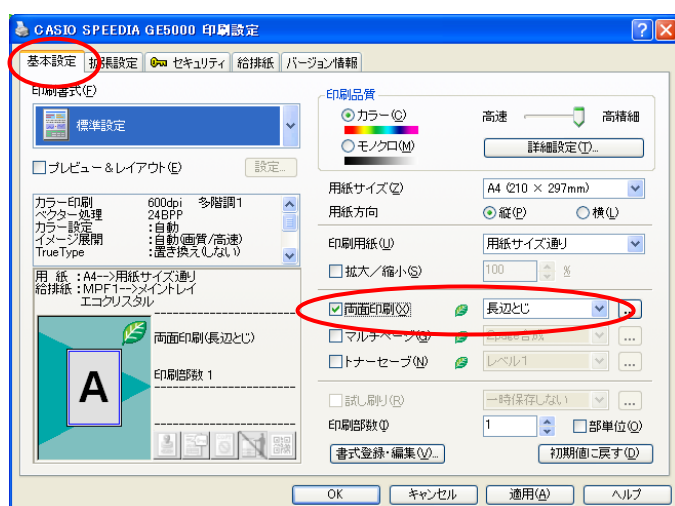 CASIO SPEEDIA GE5000 印刷設定
基本設定 拡張設定 セキュリティ 給排紙 バージョン情報
印刷書式(F)
標準設定
プレビュー&レイアウト(E) 設定...
カラー印刷 600dpi 多階調1
ベクター処理 24BPP
カラー設定 :自動
イメージ展開 :自動(画質/高速)
TrueType :置き換え(しない)
用 紙 :A4-->用紙サイズ通り
給排紙:MPF1-->メイントレイ
エコクリスタル
両面印刷(長辺とじ)
A
印刷部数 1
印刷品質
カラー(C) 高速 高精細
モノクロ(M) 詳細設定(T)...
用紙サイズ(Z) A4 (210 × 297mm)
用紙方向 縦(P) 横(L)
印刷用紙(U) 用紙サイズ通り
拡大/縮小(S) 100 %
両面印刷(X) 長辺とじ ...
マルチページ(G) ...
トナーセーブ(N) レベル1 ...
試し刷り(R) 一時保存しない ...
印刷部数(I) 1 部単位(O)
書式登録・編集(V)... 初期値に戻す(D)
OK キャンセル 適用(A) ヘルプ